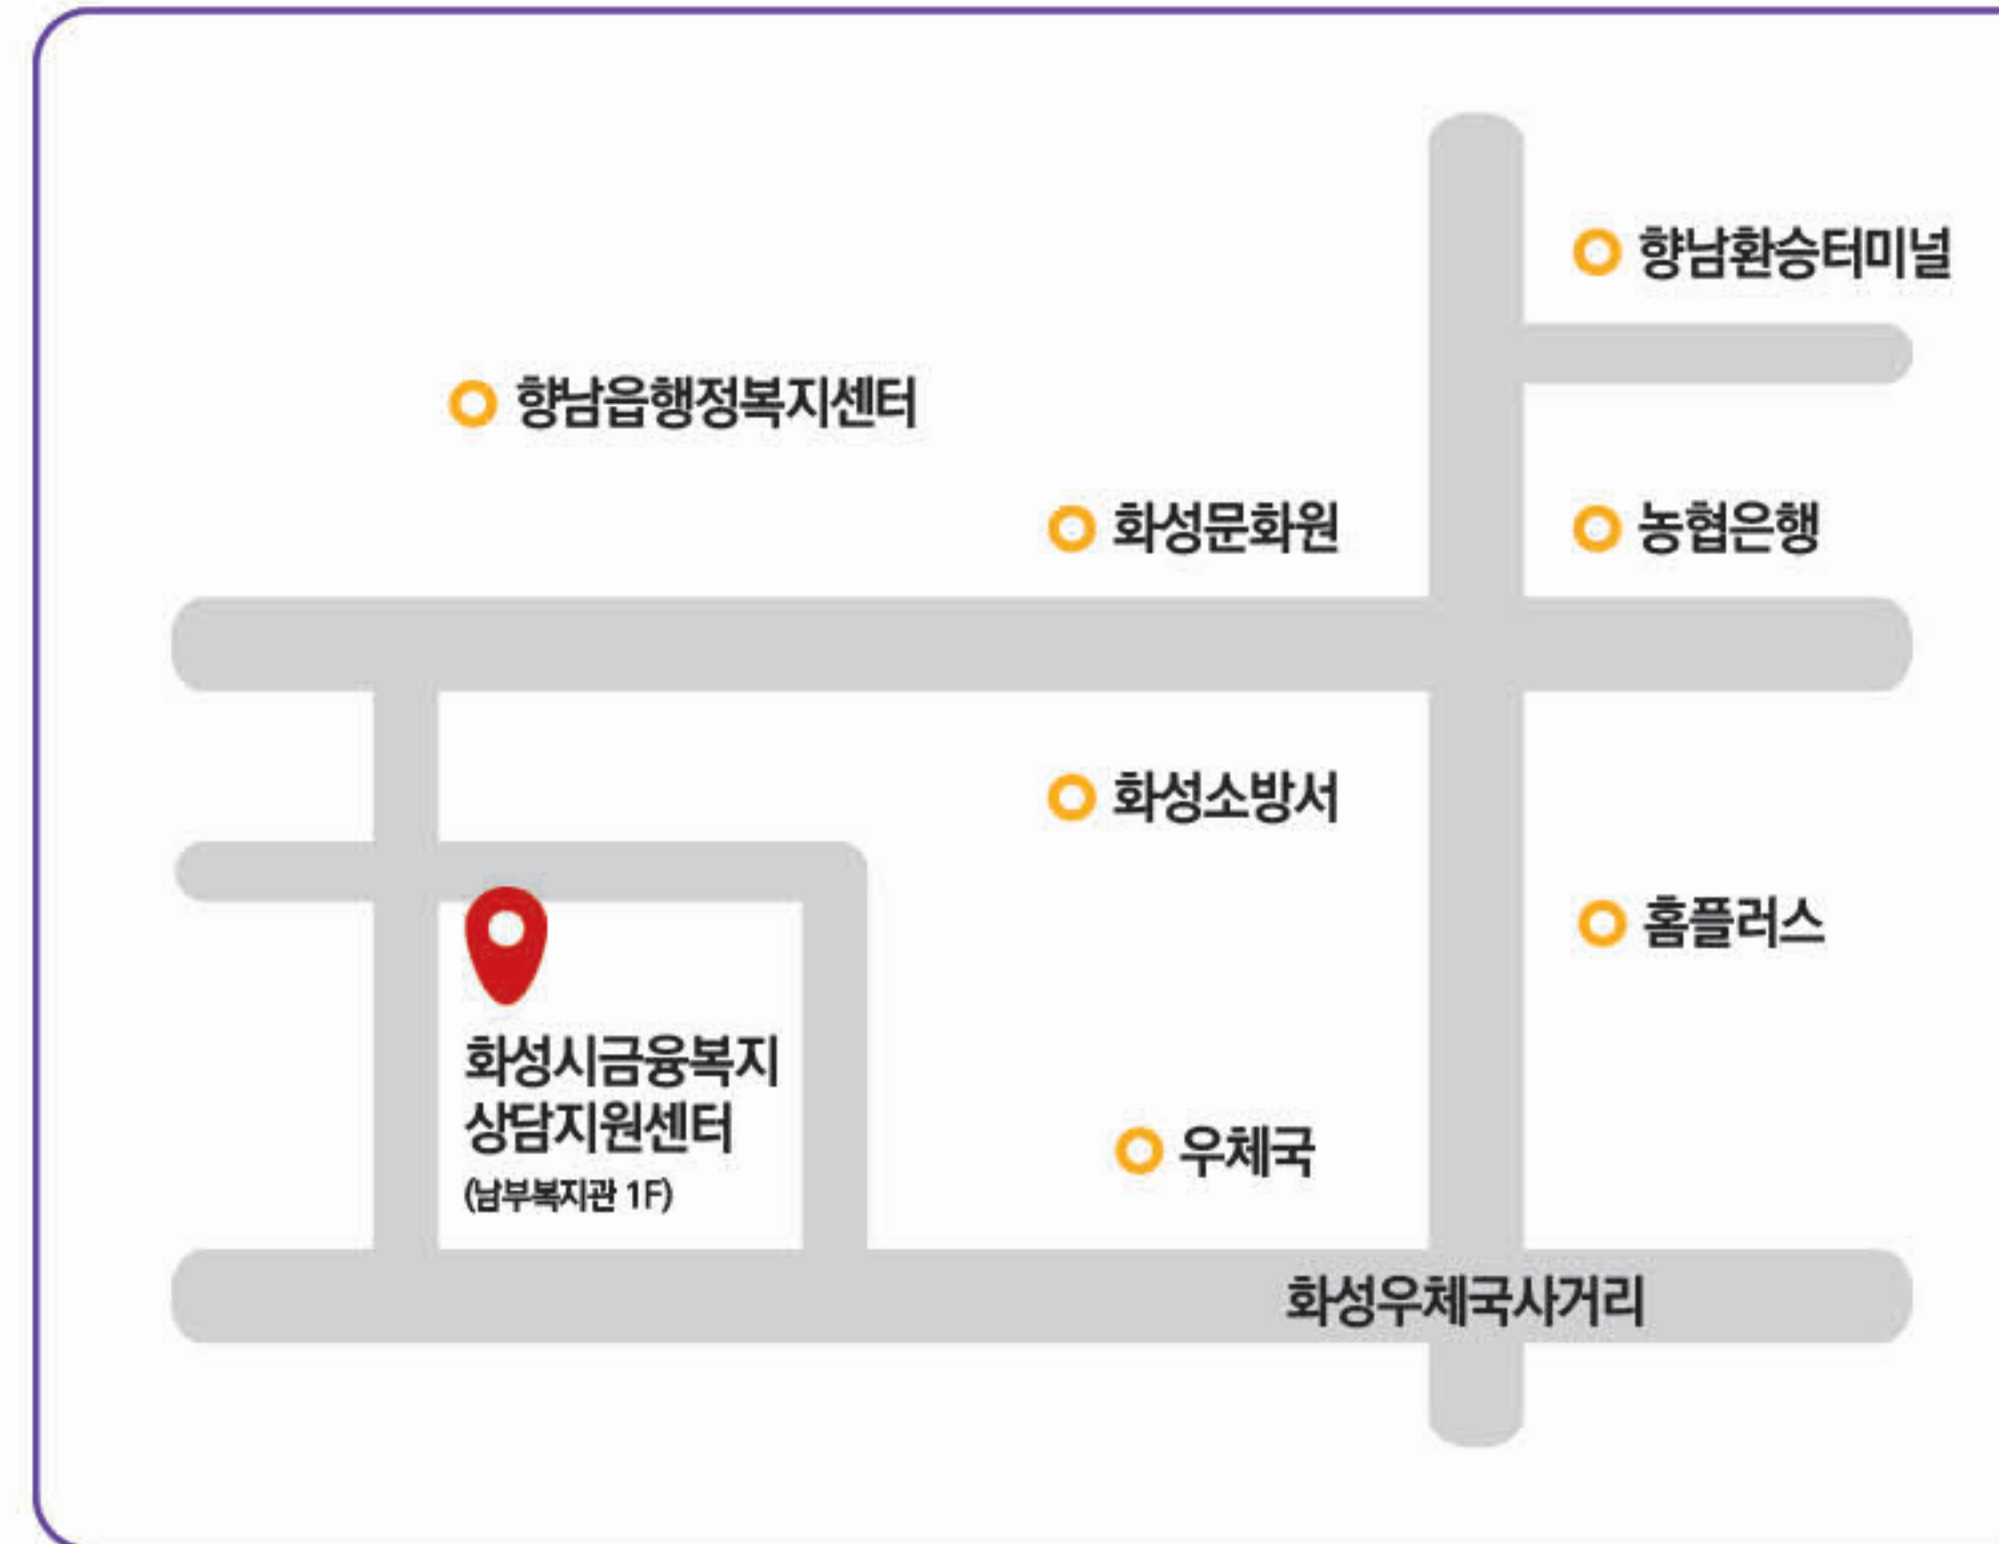 향남환승터미널
향남읍행정복지센터
화성문화원
농협은행
화성소방서
홈플러스
화성시금융복지
상담지원센터
(남부복지관 1F)
우체국
화성우체국사거리